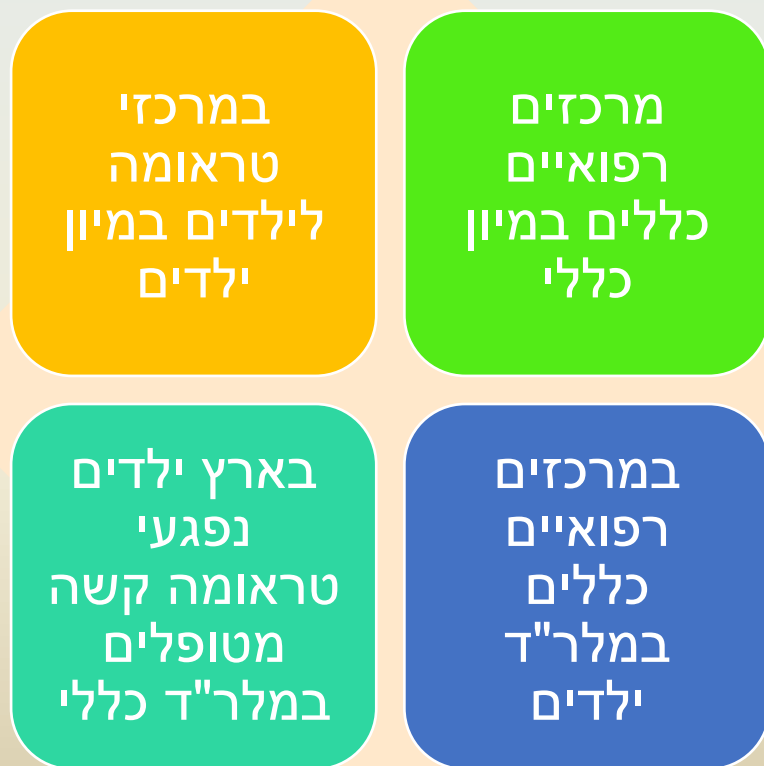 מרכזים
רפואיים
כללים במיון
כללי
במרכזי
טראומה
לילדים במיון
ילדים
במרכזים
רפואיים
כללים
במלר"ד
ילדים
בארץ ילדים
נפגעי
טראומה קשה
מטופלים
במלר"ד כללי